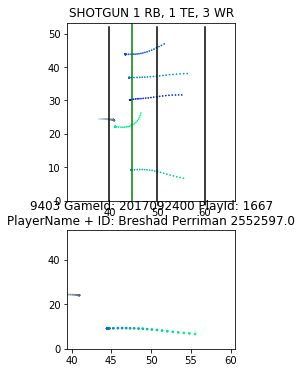 SHOTGUN 1 RB, 1 TE, 3 WR
50
40
30
20
10
0
40 50 60
9403 GameId: 2017092400 PlayId: 1667
PlayerName + ID: Breshad Perriman 2552597.0
40
20
0
40 45 50 55 60